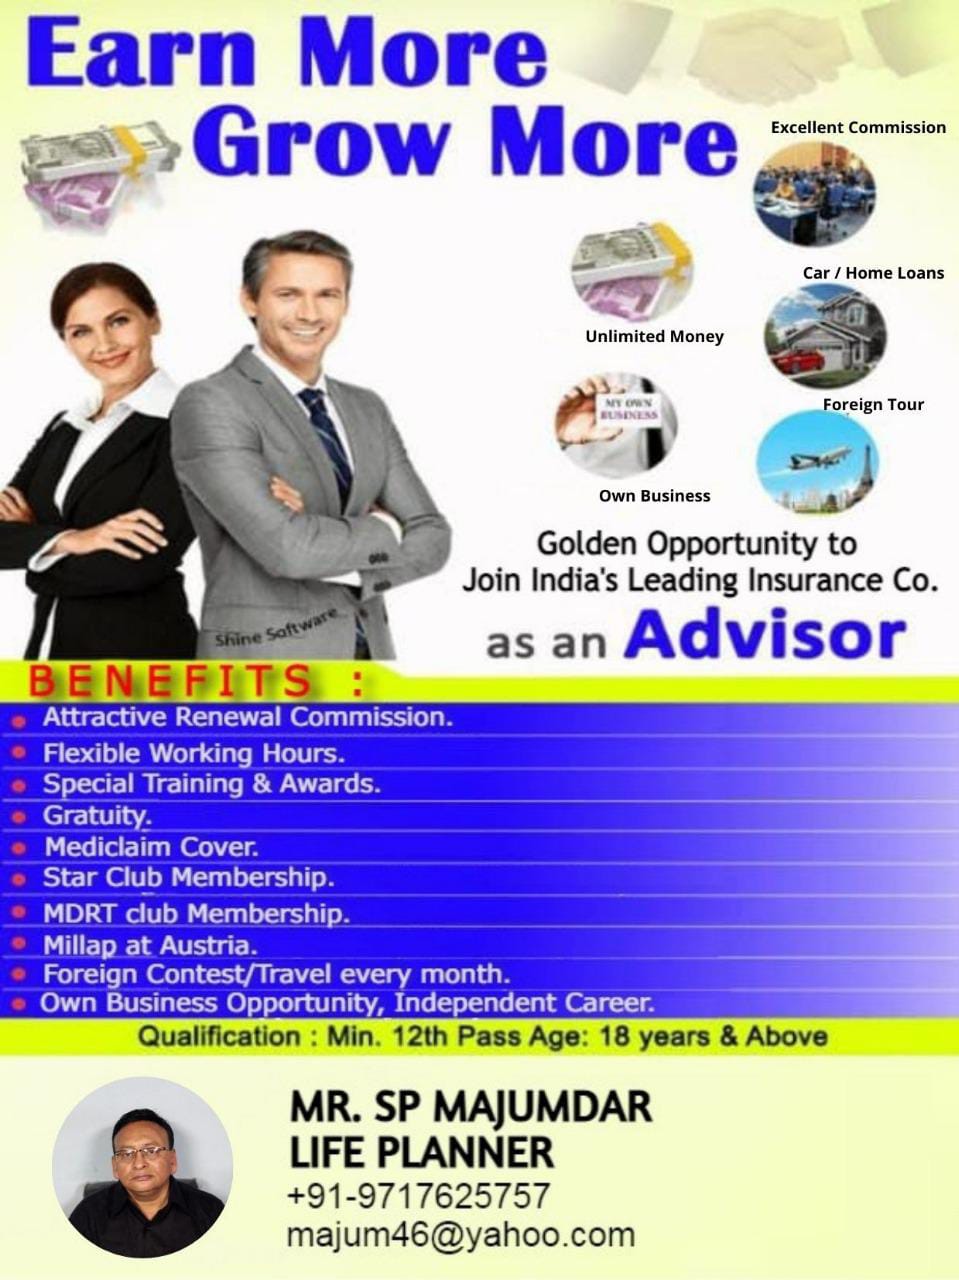 Earn More
Grow More
Excellent Commission
Car / Home Loans
Unlimited Money
Foreign Tour
MY OWN
BUSINESS
Own Business
Golden Opportunity to
Join India's Leading Insurance Co.
as an Advisor
Shine Software
BENEFITS :
Attractive Renewal Commission.
Flexible Working Hours.
Special Training & Awards.
Gratuity.
Mediclaim Cover.
Star Club Membership.
MDRT club Membership.
Millap at Austria.
Foreign Contest/Travel every month.
Own Business Opportunity, Independent Career.
Qualification : Min. 12th Pass Age: 18 years & Above
MR. SP MAJUMDAR
LIFE PLANNER
+91-9717625757
majum46@yahoo.com